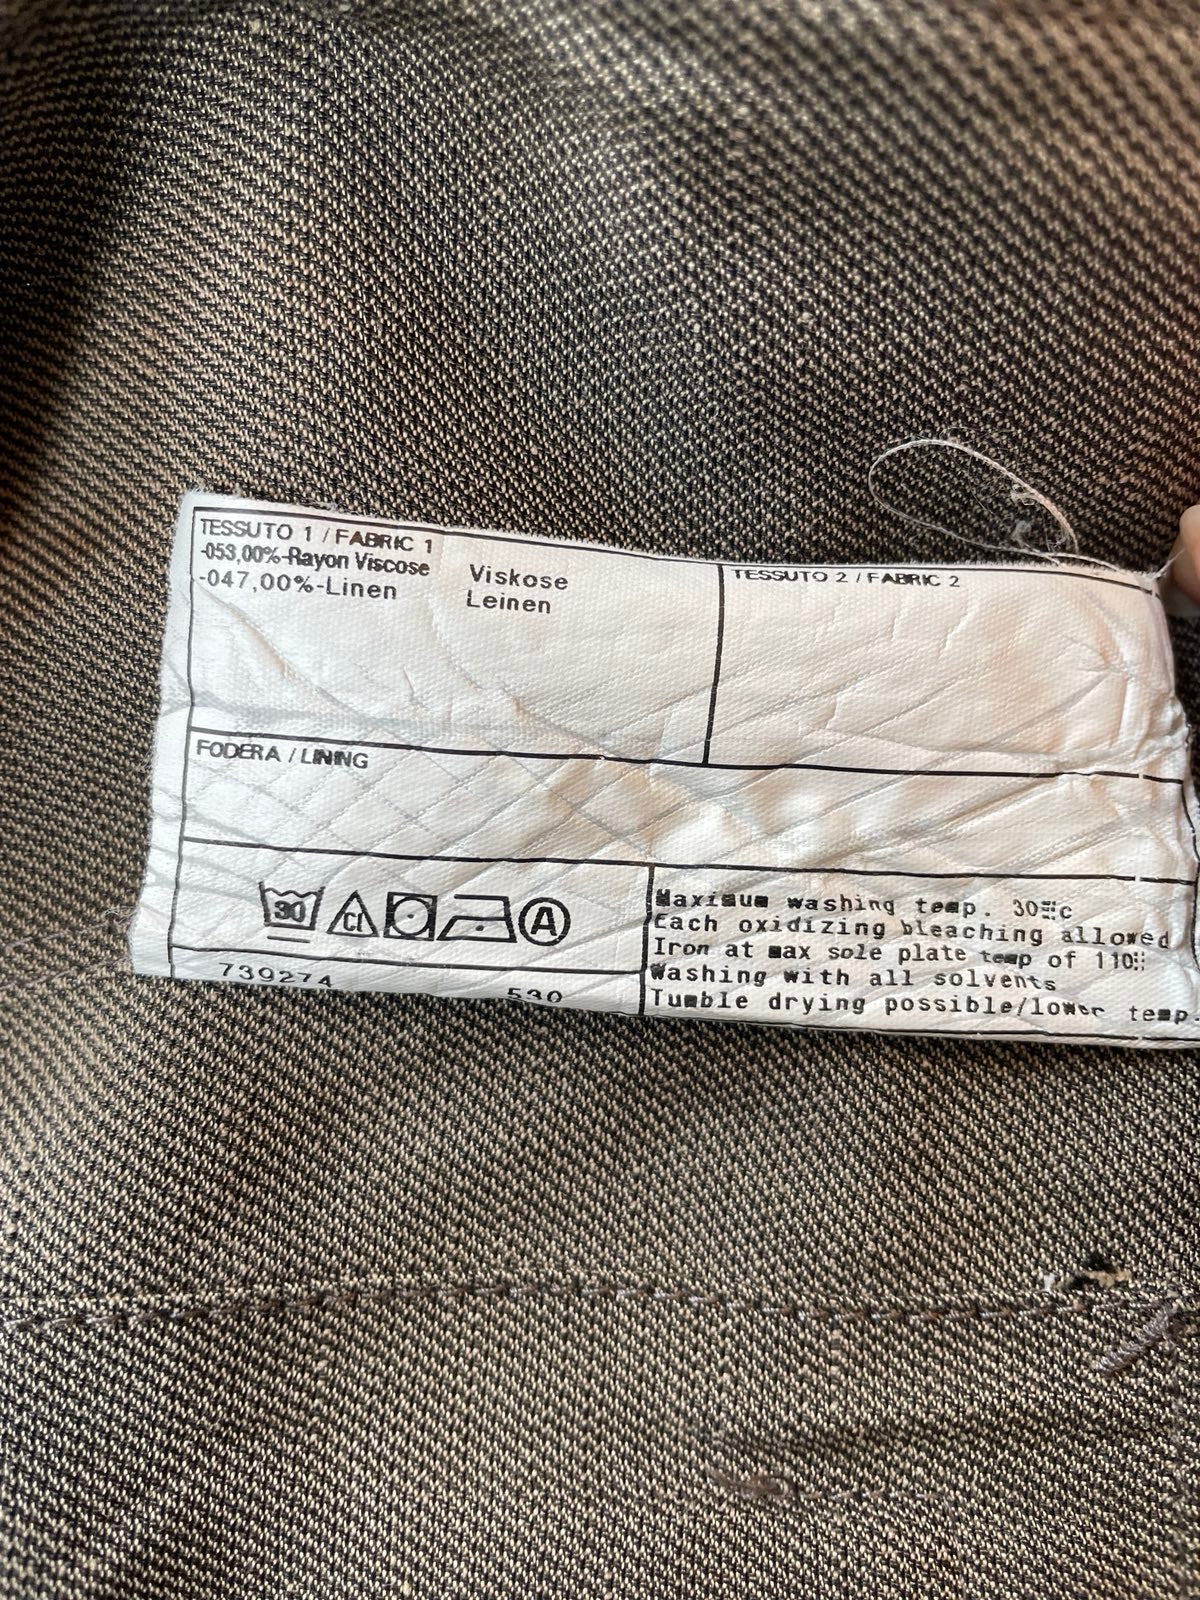 TESSUTO 1 / FABRIC 1
-053,00%-Rayon Viscose Viskose
-047,00%-Linen Leinen
TESSUTO 2 / FABRIC 2
FODERA / LINING
30 Cl A
739274 530
Maximum washing temp. 30 c
Each oxidizing bleaching allowed
Iron at max sole plate temp of 110
Washing with all solvents
Tumble drying possible/lower temp.